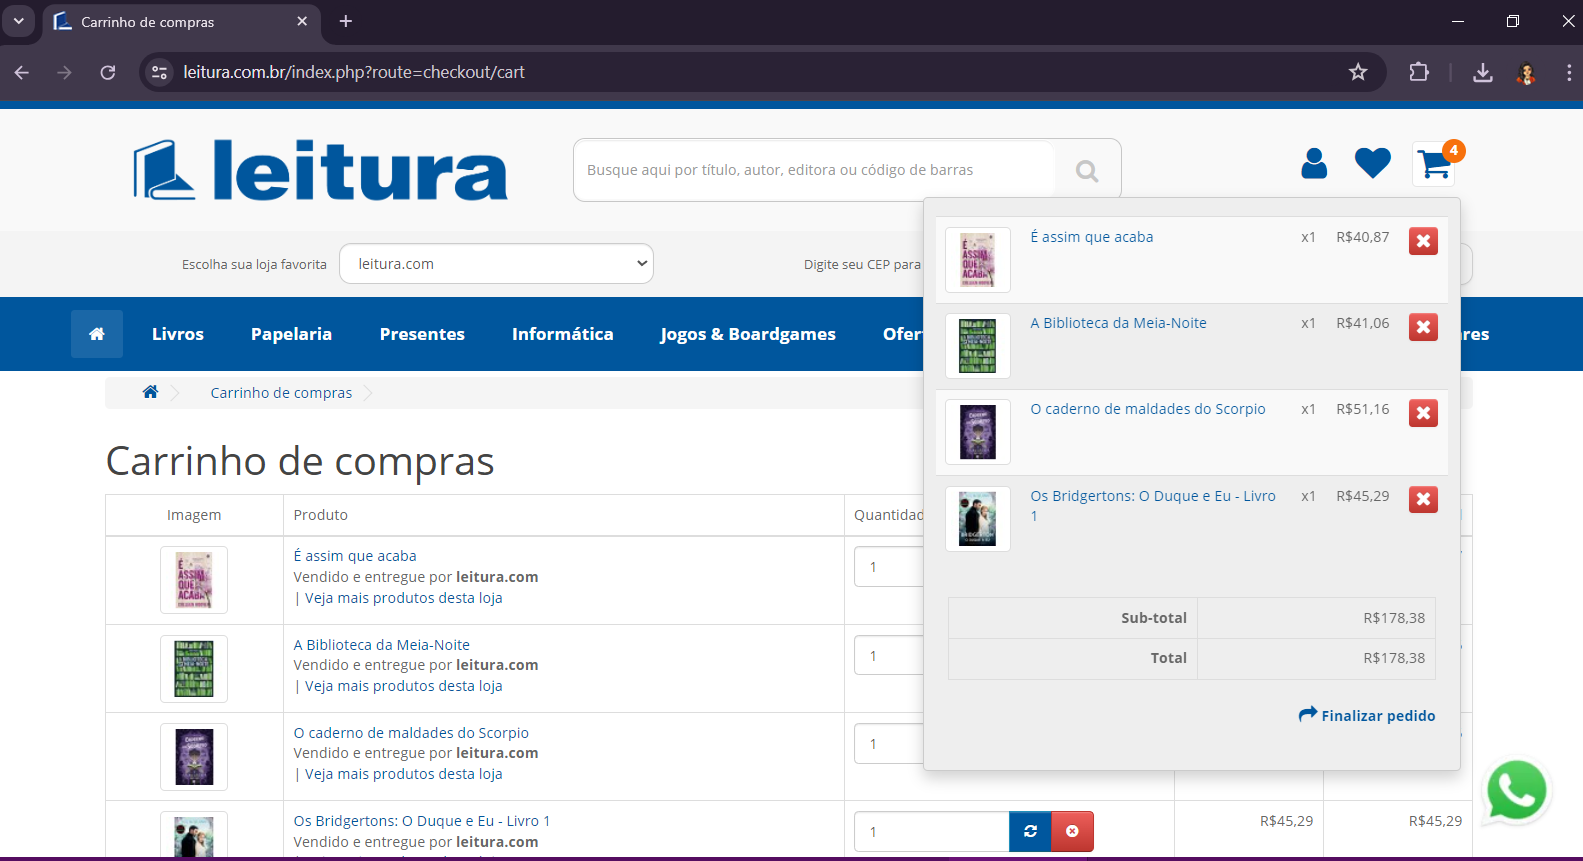 Carrinho de compras
leitura.com.br/index.php?route=checkout/cart
leitura
Busque aqui por título, autor, editora ou código de barras
4
Escolha sua loja favorita
leitura.com
Digite seu CEP para
Livros
Papelaria
Presentes
Informática
Jogos & Boardgames
Ofer
res
Carrinho de compras
Carrinho de compras
Imagem
Produto
Quantidad
É ASSIM QUE ACABA
É assim que acaba
Vendido e entregue por leitura.com
| Veja mais produtos desta loja
1
A Biblioteca da Meia-Noite
Vendido e entregue por leitura.com
| Veja mais produtos desta loja
1
O caderno de maldades do Scorpio
Vendido e entregue por leitura.com
| Veja mais produtos desta loja
1
Os Bridgertons: O Duque e Eu - Livro 1
Vendido e entregue por leitura.com
1
R$45,29
R$45,29
É ASSIM QUE ACABA
É assim que acaba x1 R$40,87
A Biblioteca da Meia-Noite x1 R$41,06
O caderno de maldades do Scorpio x1 R$51,16
Os Bridgertons: O Duque e Eu - Livro x1 R$45,29
1
BRIDGERTON
Sub-total R$178,38
Total R$178,38
Finalizar pedido